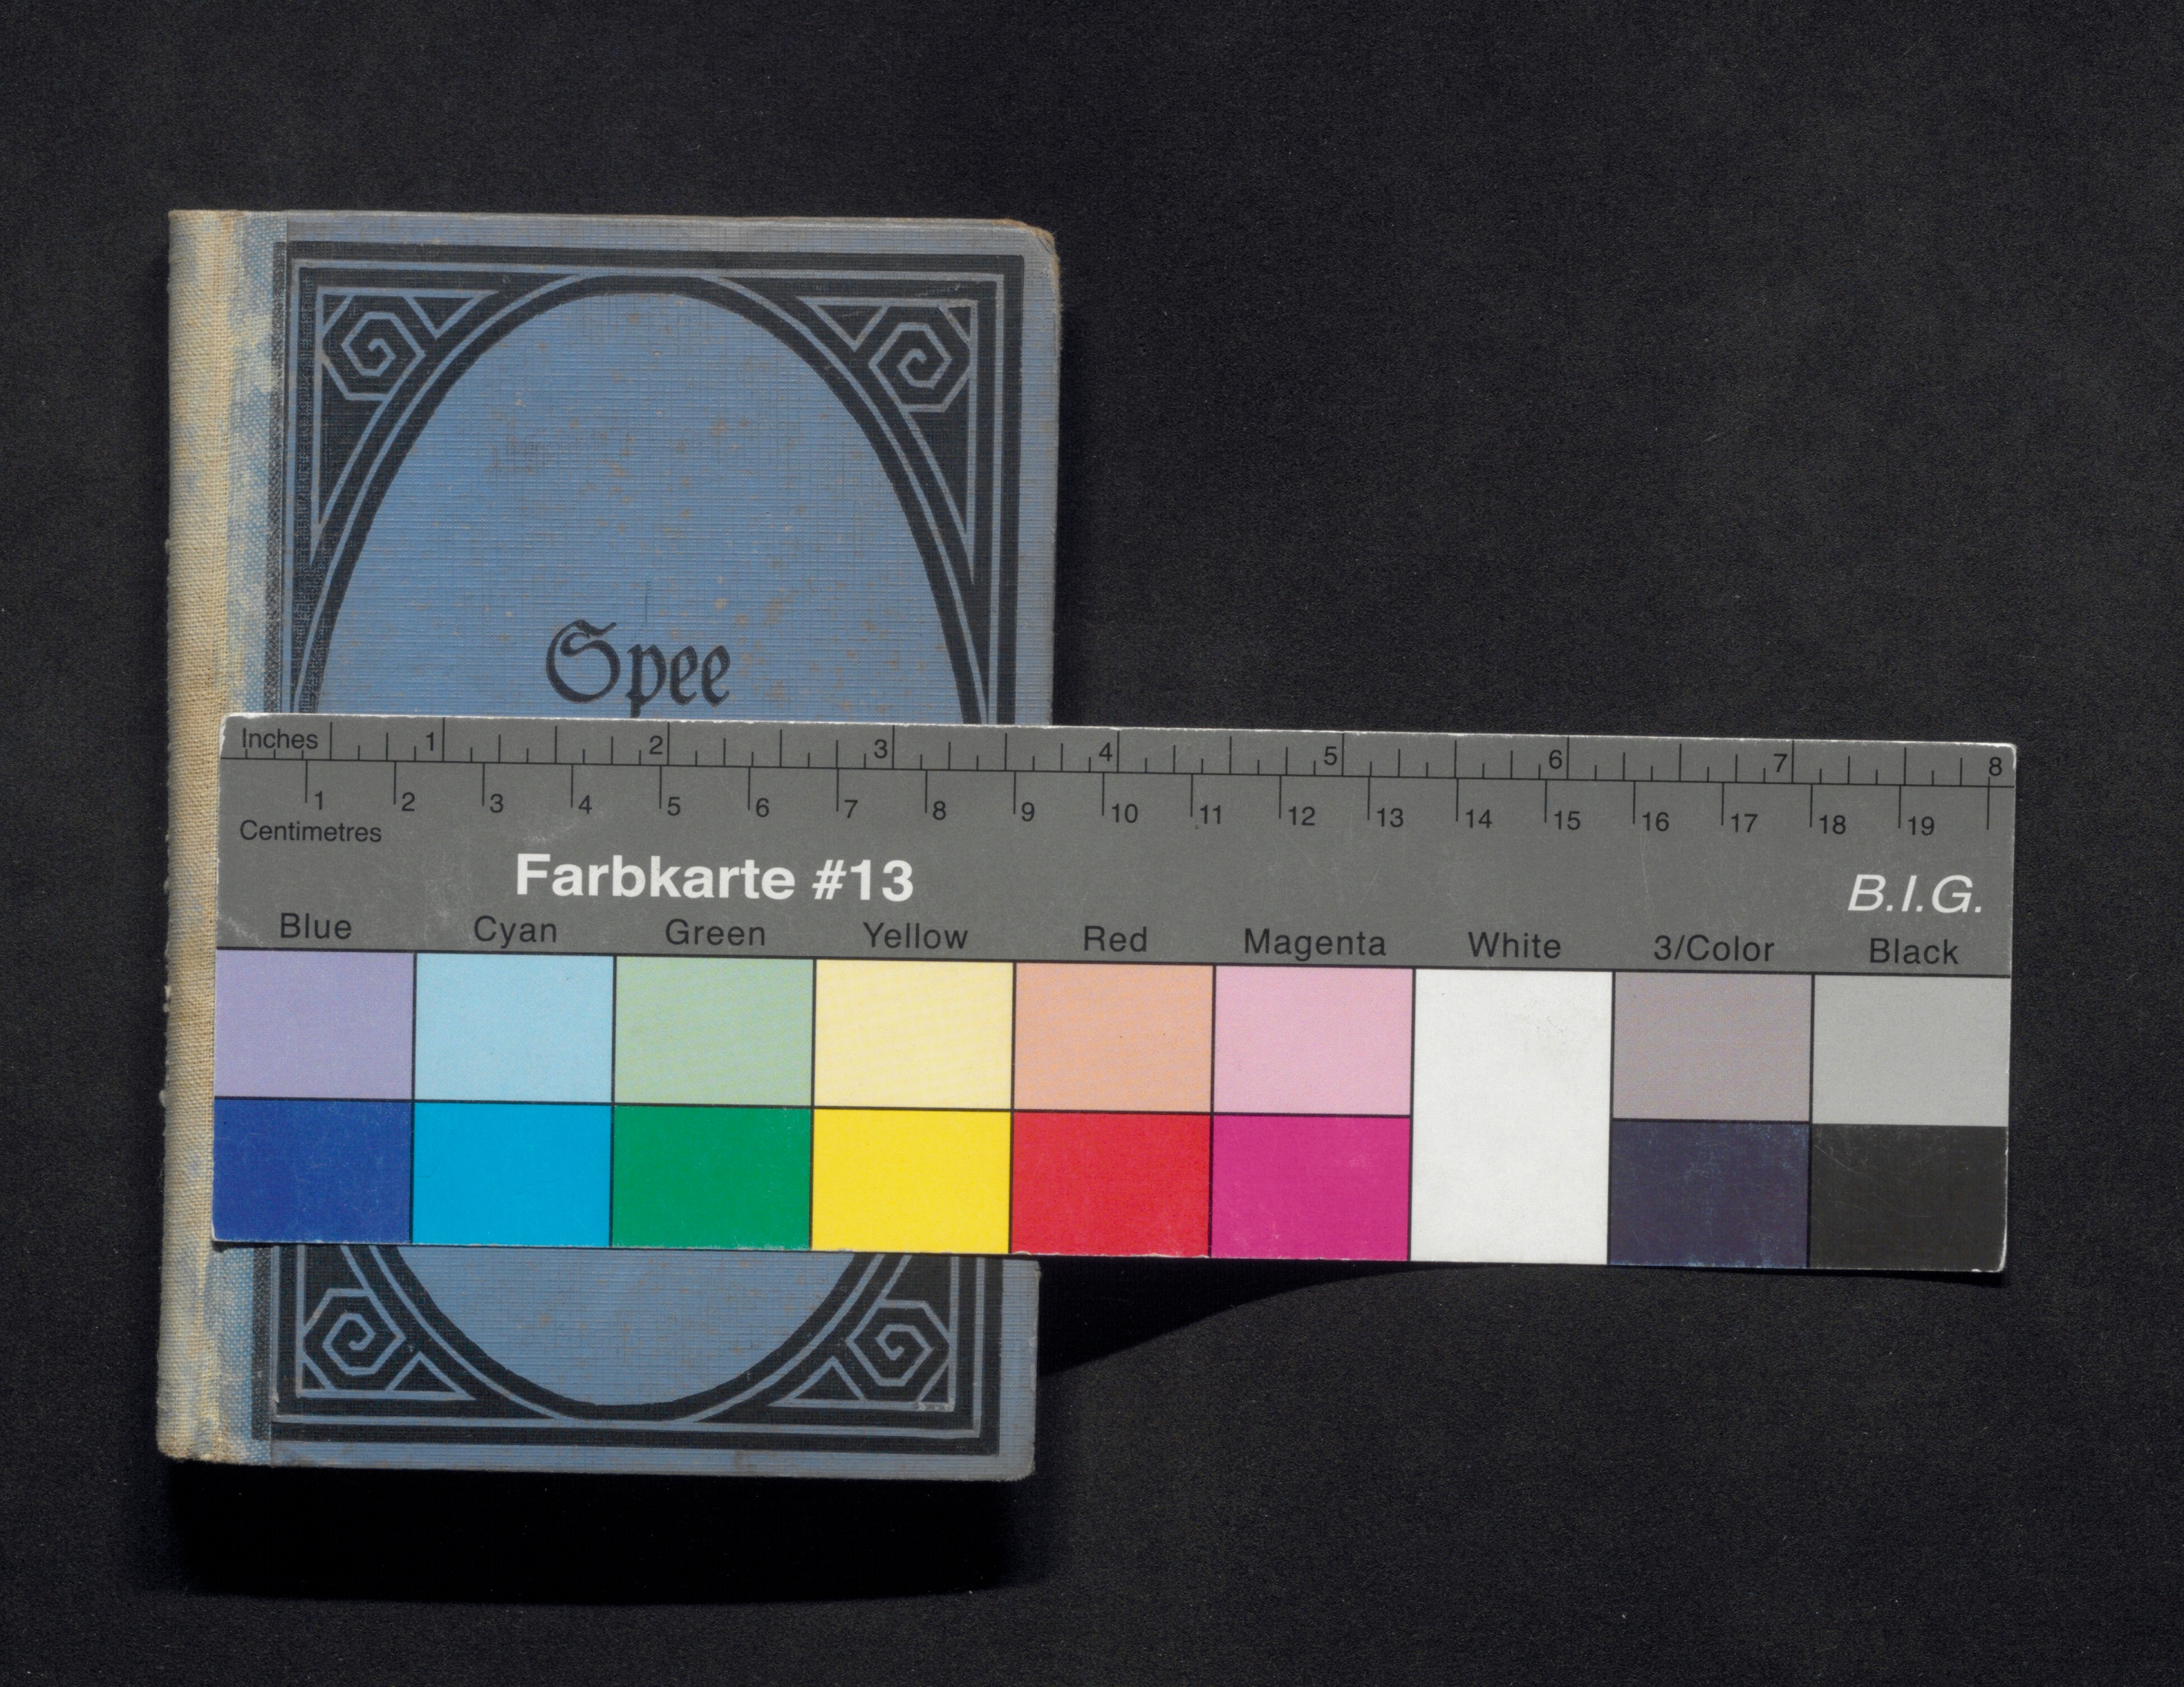 Spee
Inches 1 2 3 4 5 6 7 8
1 2 3 4 5 6 7 8 9 10 11 12 13 14 15 16 17 18 19
Centimetres
Farbkarte #13
B.I.G.
Blue Cyan Green Yellow Red Magenta White 3/Color Black